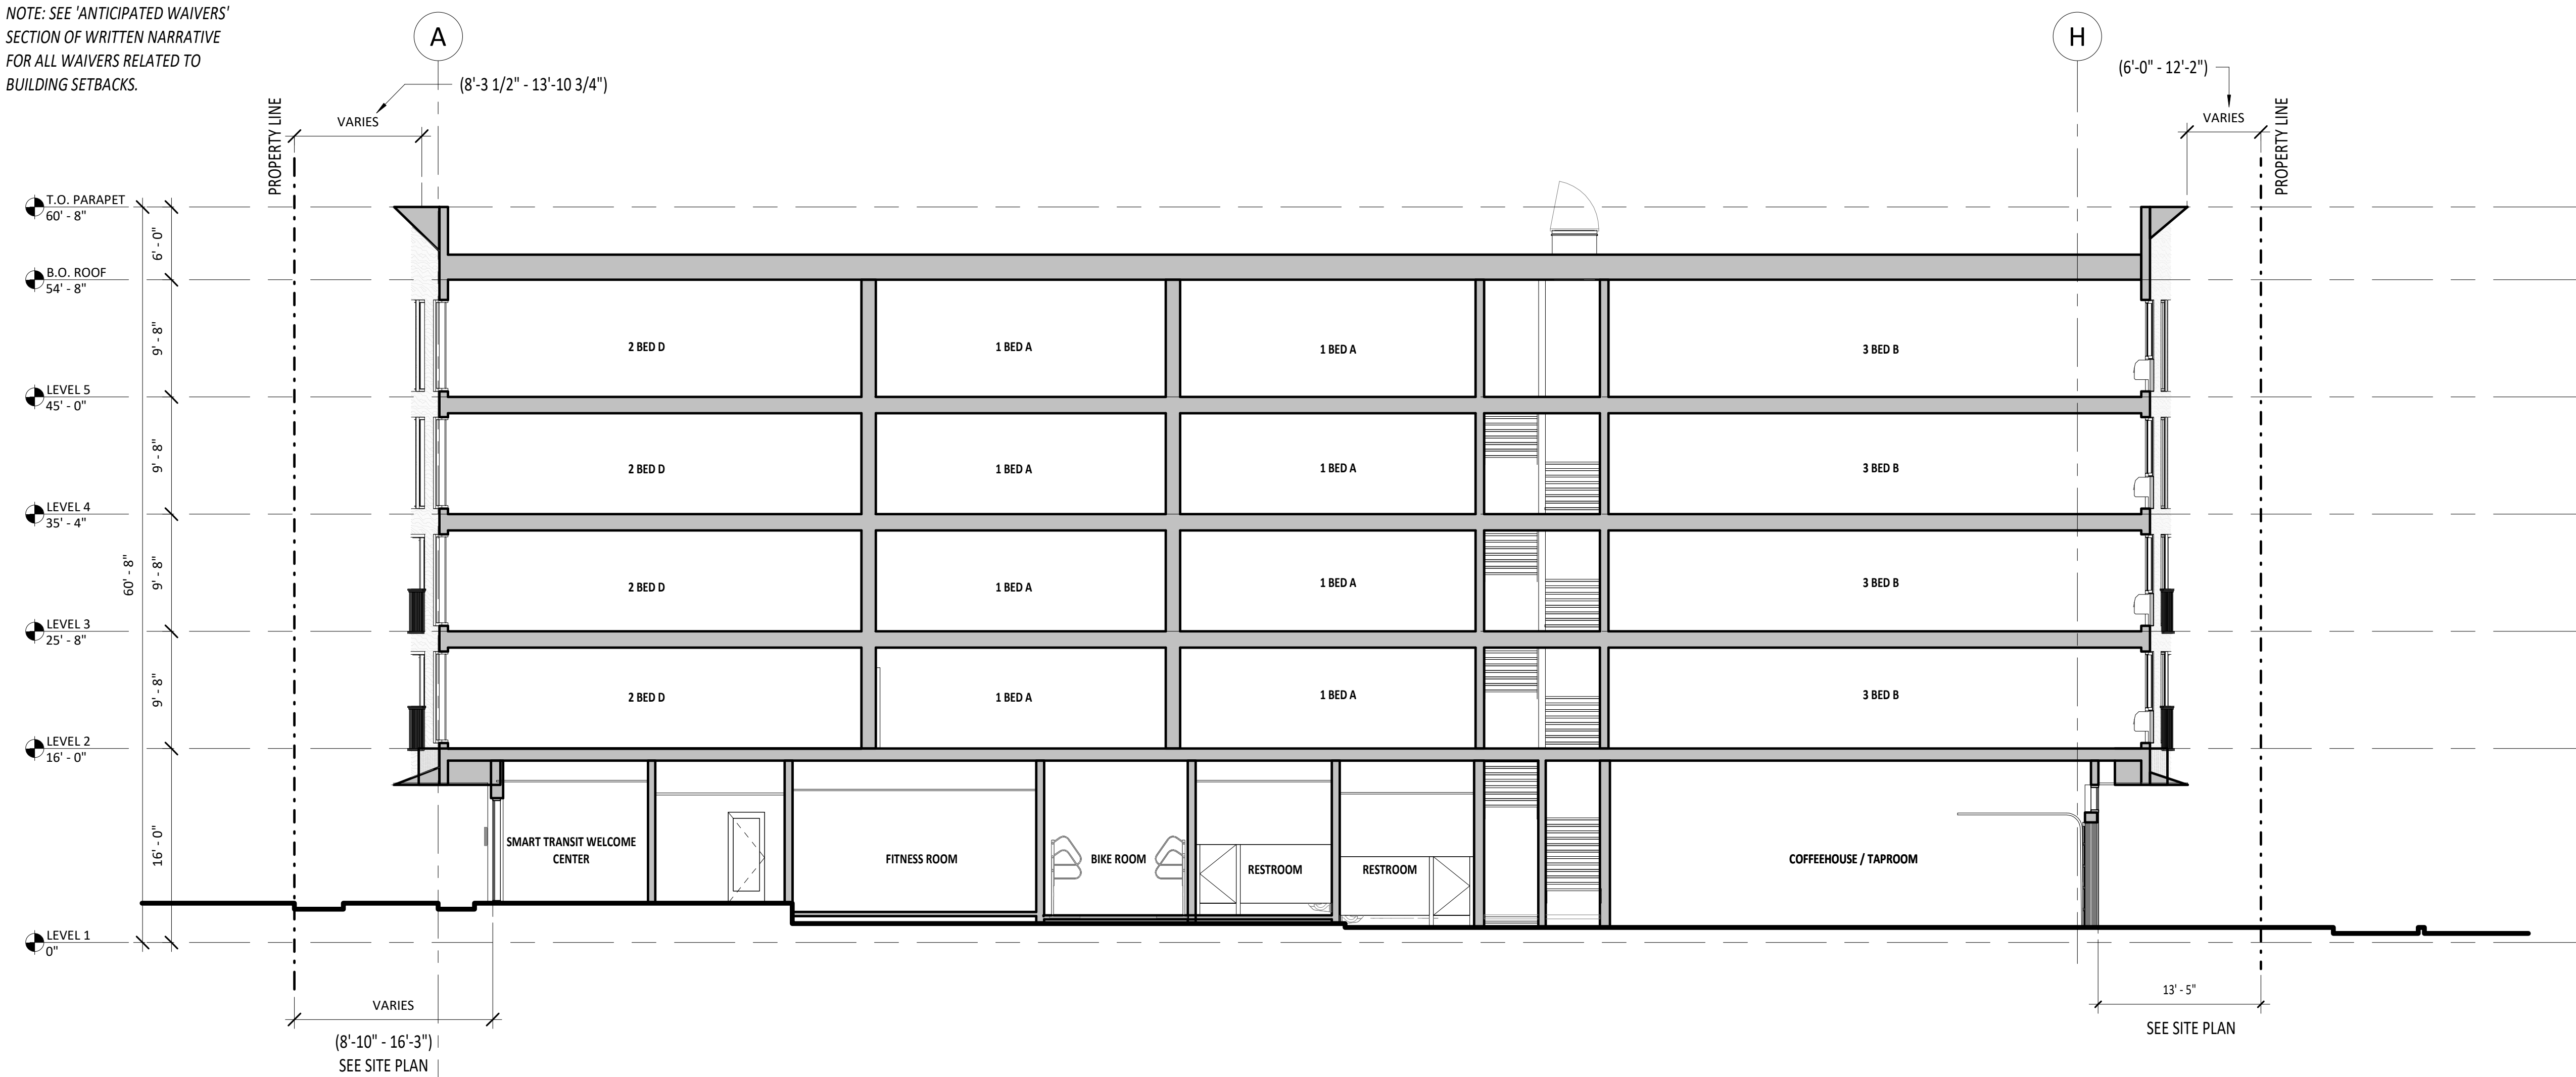 NOTE: SEE 'ANTICIPATED WAIVERS'
SECTION OF WRITTEN NARRATIVE
FOR ALL WAIVERS RELATED TO
BUILDING SETBACKS.
A
H
(8'-3 1/2" - 13'-10 3/4")
(6'-0" - 12'-2")
PROPERTY LINE
VARIES
VARIES
PROPERTY LINE
T.O. PARAPET
60' - 8"
6' - 0"
B.O. ROOF
54' - 8"
9' - 8"
2 BED D
1 BED A
1 BED A
3 BED B
LEVEL 5
45' - 0"
9' - 8"
2 BED D
1 BED A
1 BED A
3 BED B
LEVEL 4
35' - 4"
60' - 8"
9' - 8"
2 BED D
1 BED A
1 BED A
3 BED B
LEVEL 3
25' - 8"
9' - 8"
2 BED D
1 BED A
1 BED A
3 BED B
LEVEL 2
16' - 0"
16' - 0"
SMART TRANSIT WELCOME
CENTER
FITNESS ROOM
BIKE ROOM
RESTROOM
RESTROOM
COFFEEHOUSE / TAPROOM
LEVEL 1
0"
VARIES
(8'-10" - 16'-3")
SEE SITE PLAN
13' - 5"
SEE SITE PLAN